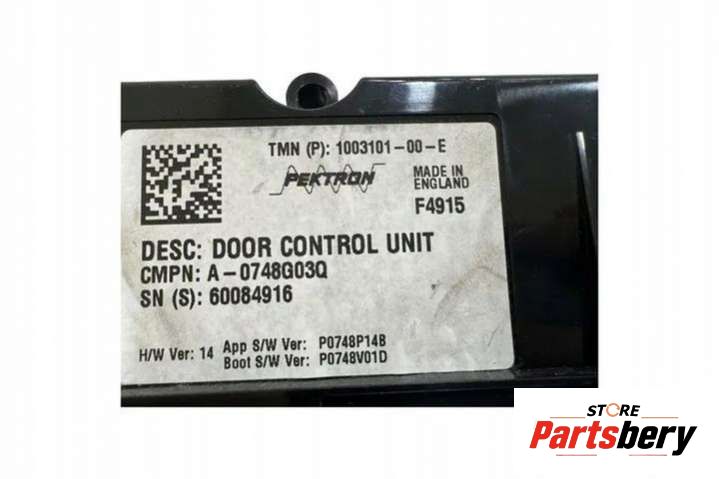 TMN (P): 1003101-00-E
PEKTRON
MADE IN
ENGLAND
F4915
DESC: DOOR CONTROL UNIT
CMPN: A-0748G03Q
SN (S): 60084916
H/W Ver: 14 App S/W Ver: P0748P14B
Boot S/W Ver: P0748V01D
STORE
Partsbery